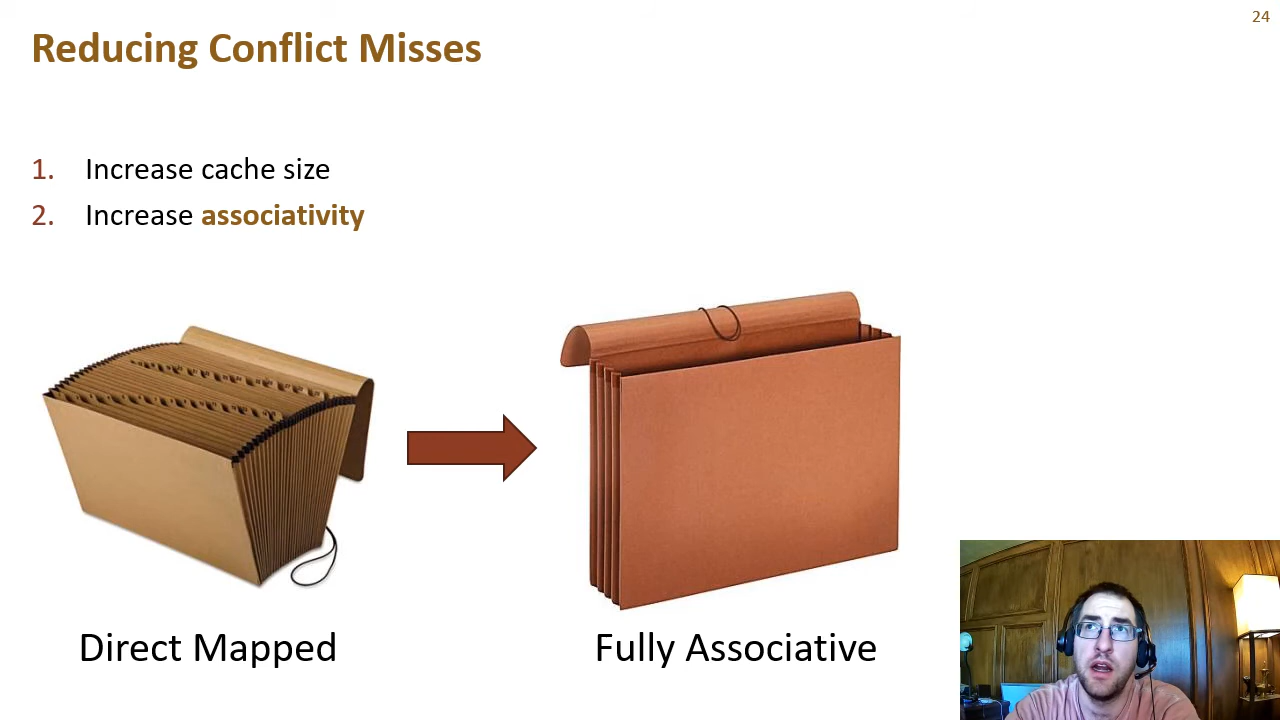 24
Reducing Conflict Misses
1. Increase cache size
2. Increase associativity
Direct Mapped
Fully Associative